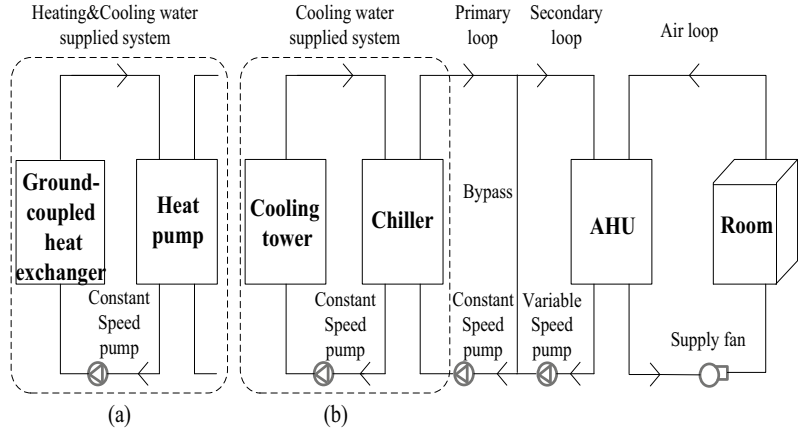 Heating&Cooling water
supplied system
Cooling water
supplied system
Primary
loop
Secondary
loop
Air loop
Ground-
coupled
heat
exchanger
Heat
pump
Cooling
tower
Chiller
Bypass
AHU
Room
Constant
Speed
pump
Constant
Speed
pump
Constant
Speed
pump
Variable
Speed
pump
Supply fan
(a)
(b)